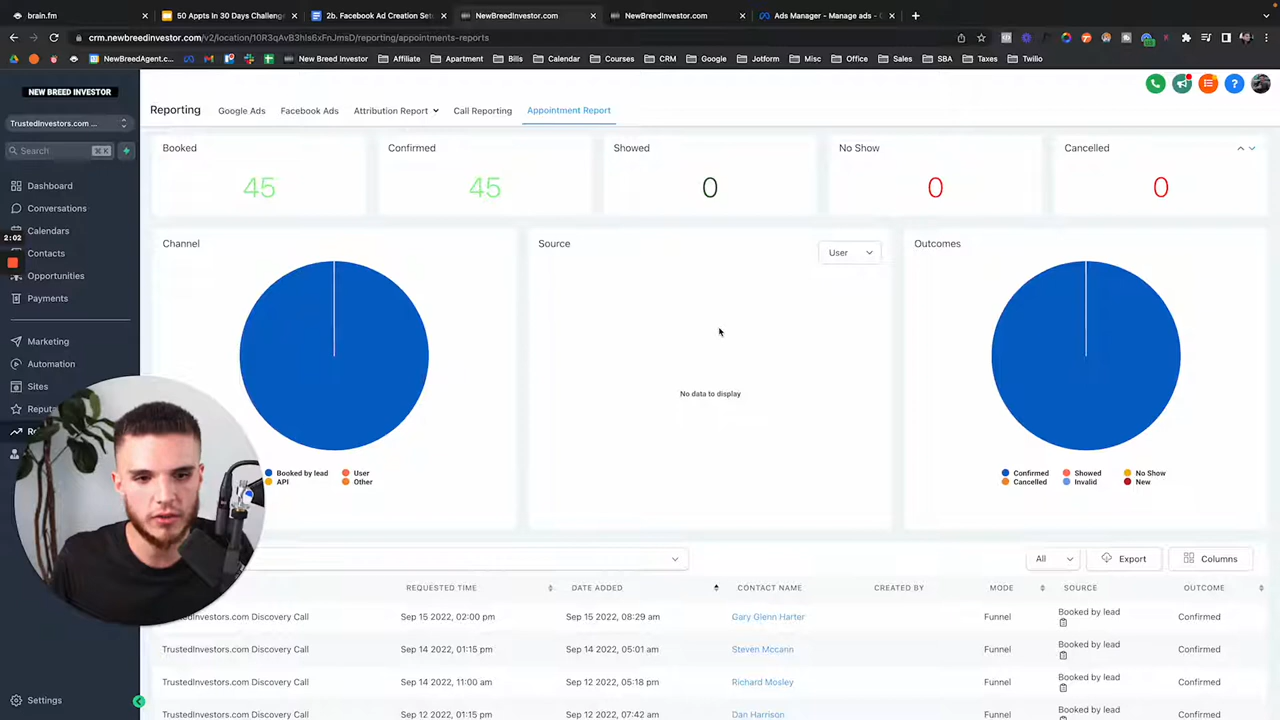 brain.fm
50 Appts in 30 Days Challenge
2b. Facebook Ad Creation Set
NewBreedInvestor.com
NewBreedInvestor.com
Ads Manager - Manage ads - C
crm.newbreedinvestor.com/v2/location/10R3qAvB3hIs6xFnJmsD/reporting/appointments-reports
NewBreedAgent.c...
New Breed Investor
Affiliate
Apartment
Bills
Calendar
Courses
CRM
Google
Jotform
Misc
Office
Sales
SBA
Taxes
Twilio
NEW BREED INVESTOR
TrustedInvestors.com ...
Search
⌘K
Dashboard
Conversations
Calendars
2:02
Contacts
Opportunities
Payments
Marketing
Automation
Sites
Reputa
Re
Settings
Reporting
Google Ads
Facebook Ads
Attribution Report
Call Reporting
Appointment Report
Booked
45
Confirmed
45
Showed
0
No Show
0
Cancelled
0
Channel
Booked by lead
User
API
Other
Source
User
No data to display
Outcomes
Confirmed
Showed
No Show
Cancelled
Invalid
New
All
Export
Columns
REQUESTED TIME
DATE ADDED
CONTACT NAME
CREATED BY
MODE
SOURCE
OUTCOME
TrustedInvestors.com Discovery Call
Sep 15 2022, 02:00 pm
Sep 15 2022, 08:29 am
Gary Glenn Harter
Funnel
Booked by lead
Confirmed
TrustedInvestors.com Discovery Call
Sep 14 2022, 01:15 pm
Sep 14 2022, 05:01 am
Steven Mccann
Funnel
Booked by lead
Confirmed
TrustedInvestors.com Discovery Call
Sep 14 2022, 11:00 am
Sep 12 2022, 05:18 pm
Richard Mosley
Funnel
Booked by lead
Confirmed
TrustedInvestors.com Discovery Call
Sep 12 2022, 01:15 pm
Sep 12 2022, 07:42 am
Dan Harrison
Funnel
Booked by lead
Confirmed